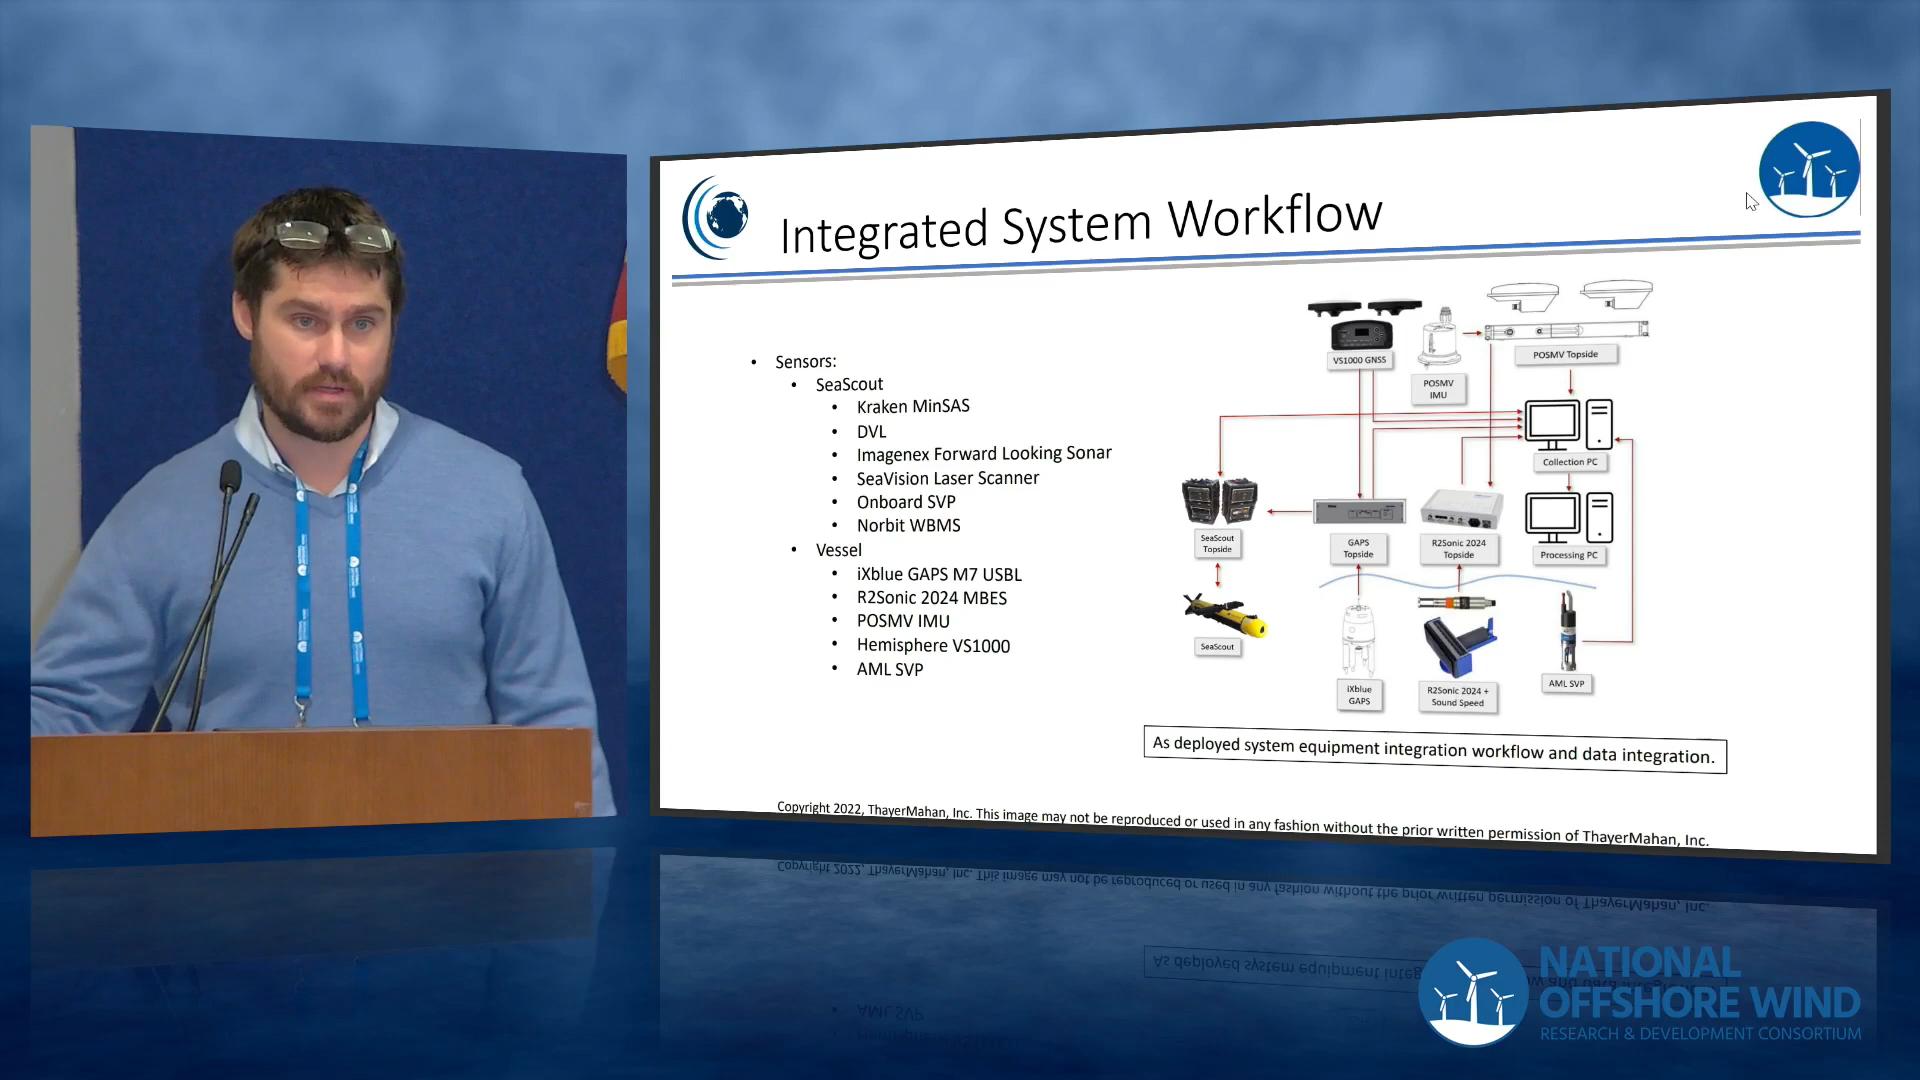 Integrated System Workflow
• Sensors:
• SeaScout
• Kraken MinSAS
• DVL
• Imagenex Forward Looking Sonar
• SeaVision Laser Scanner
• Onboard SVP
• Norbit WBMS
• Vessel
• iXblue GAPS M7 USBL
• R2Sonic 2024 MBES
• POSMV IMU
• Hemisphere VS1000
• AML SVP
VS1000 GNSS
POSMV
IMU
POSMV Topside
Collection PC
SeaScout
Topside
GAPS
Topside
R2Sonic 2024
Topside
Processing PC
SeaScout
iXblue
GAPS
R2Sonic 2024 +
Sound Speed
AML SVP
As deployed system equipment integration workflow and data integration.
Copyright 2022, ThayerMahan, Inc. This image may not be reproduced or used in any fashion without the prior written permission of ThayerMahan, Inc.
NATIONAL
OFFSHORE WIND
RESEARCH & DEVELOPMENT CONSORTIUM